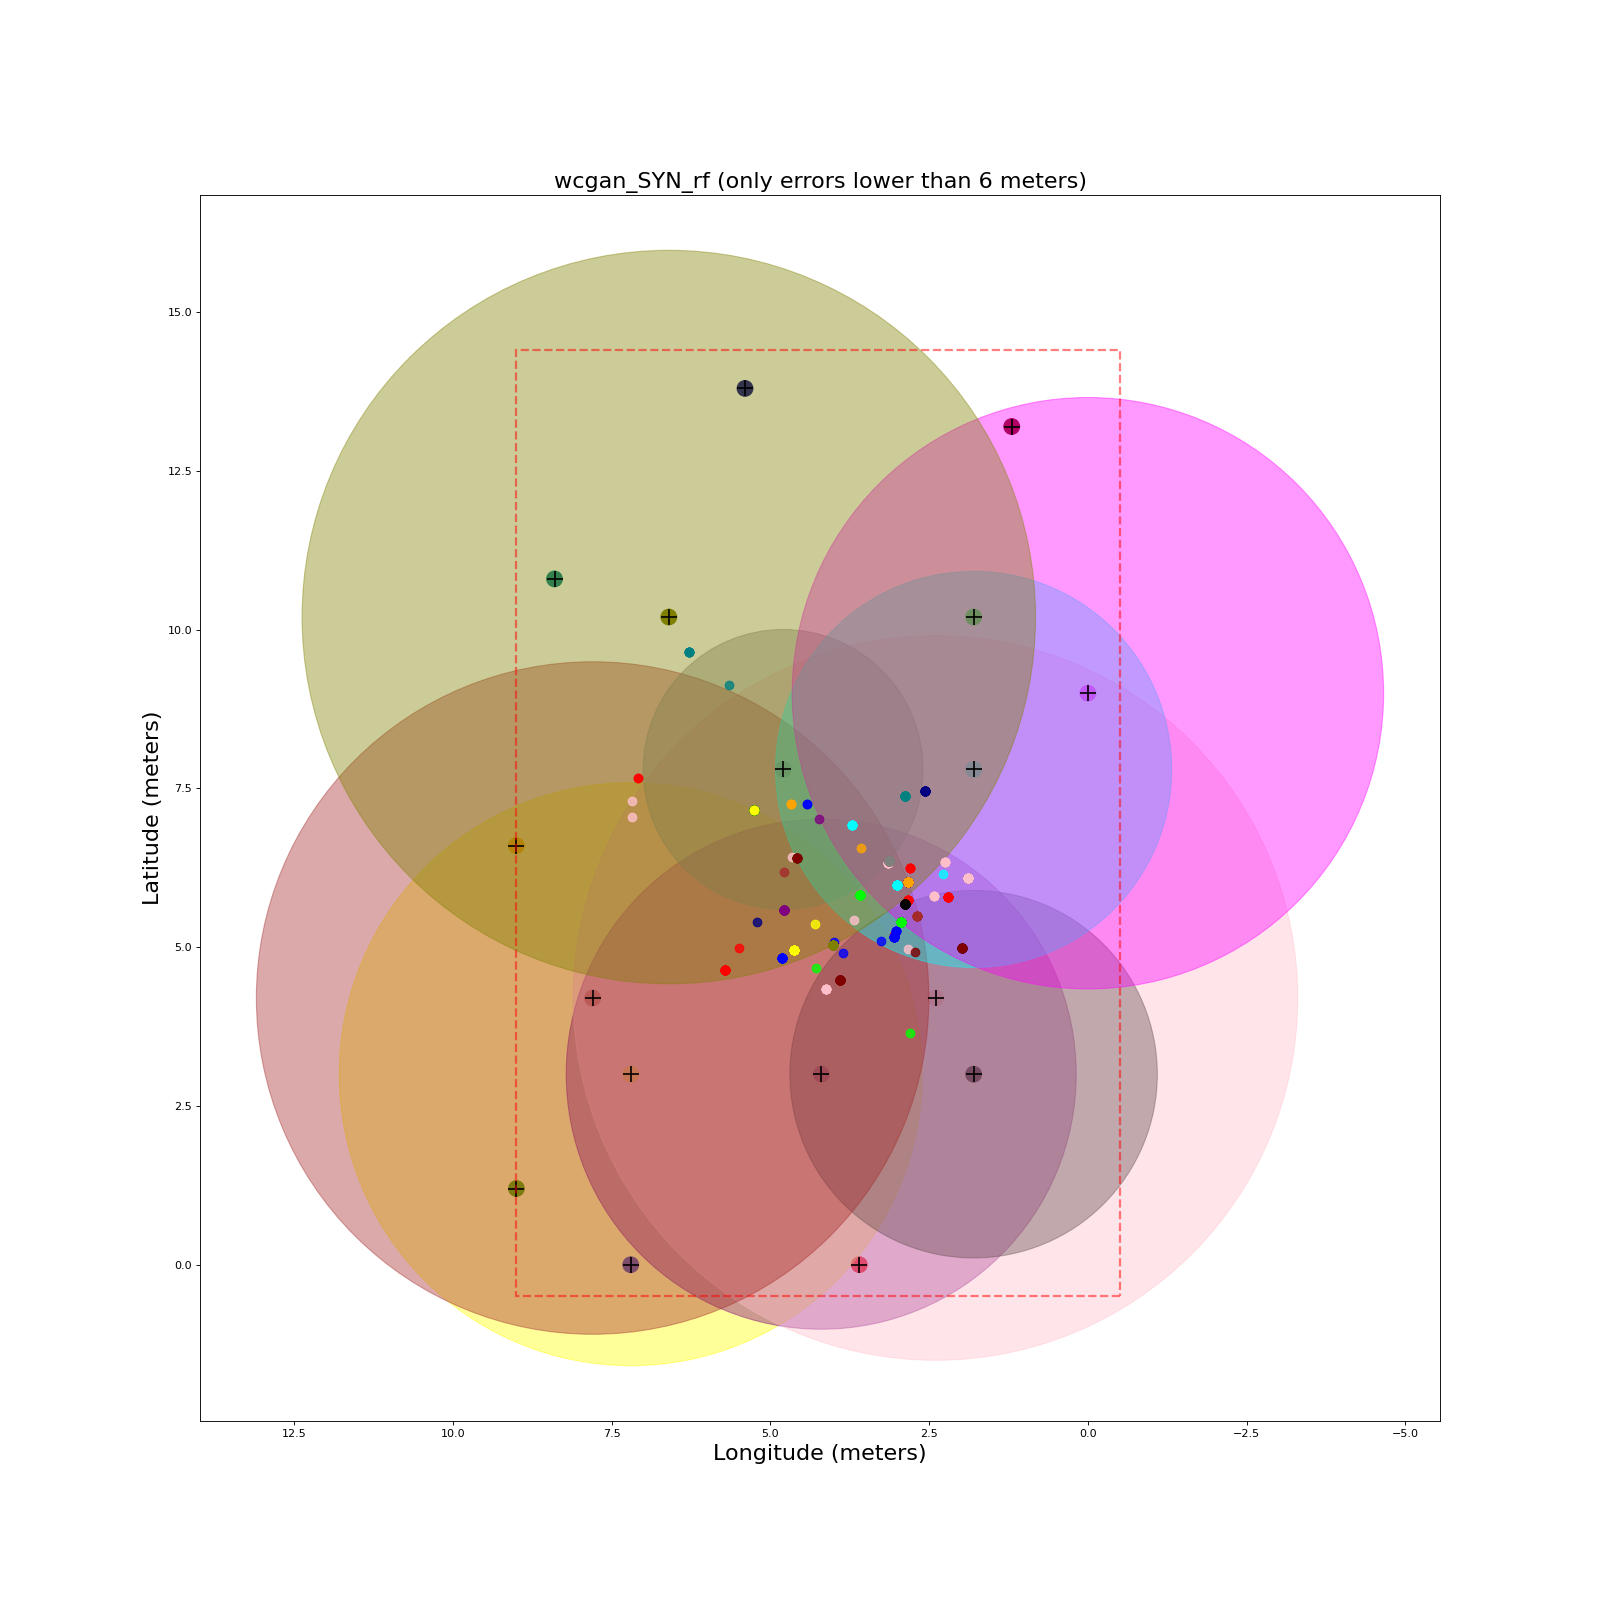 wcgan_SYN_rf (only errors lower than 6 meters)
15.0
12.5
10.0
7.5
5.0
2.5
0.0
Latitude (meters)
12.5 10.0 7.5 5.0 2.5 0.0 −2.5 −5.0
Longitude (meters)